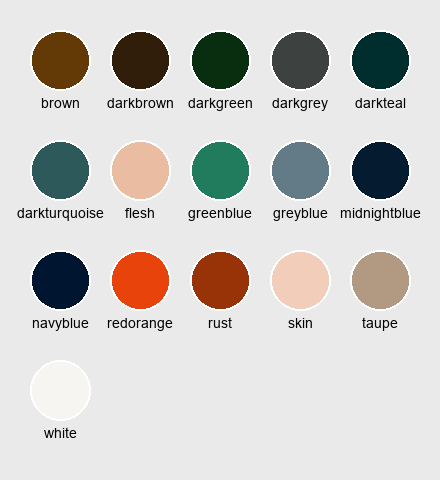 brown darkbrown darkgreen darkgrey darkteal
darkturquoise flesh greenblue greyblue midnightblue
navyblue redorange rust skin taupe
white